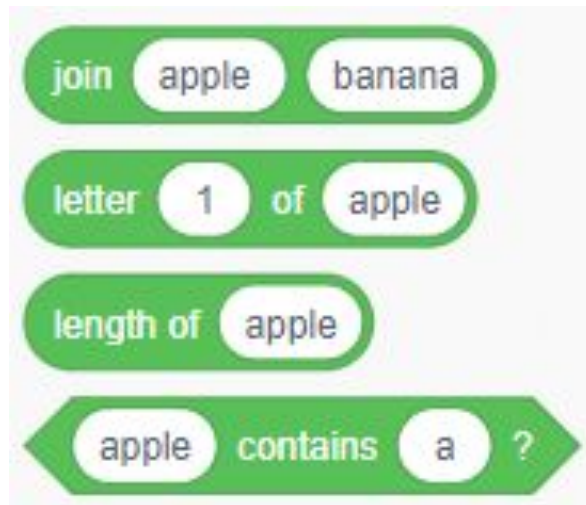 join apple banana
letter 1 of apple
length of apple
apple contains a ?